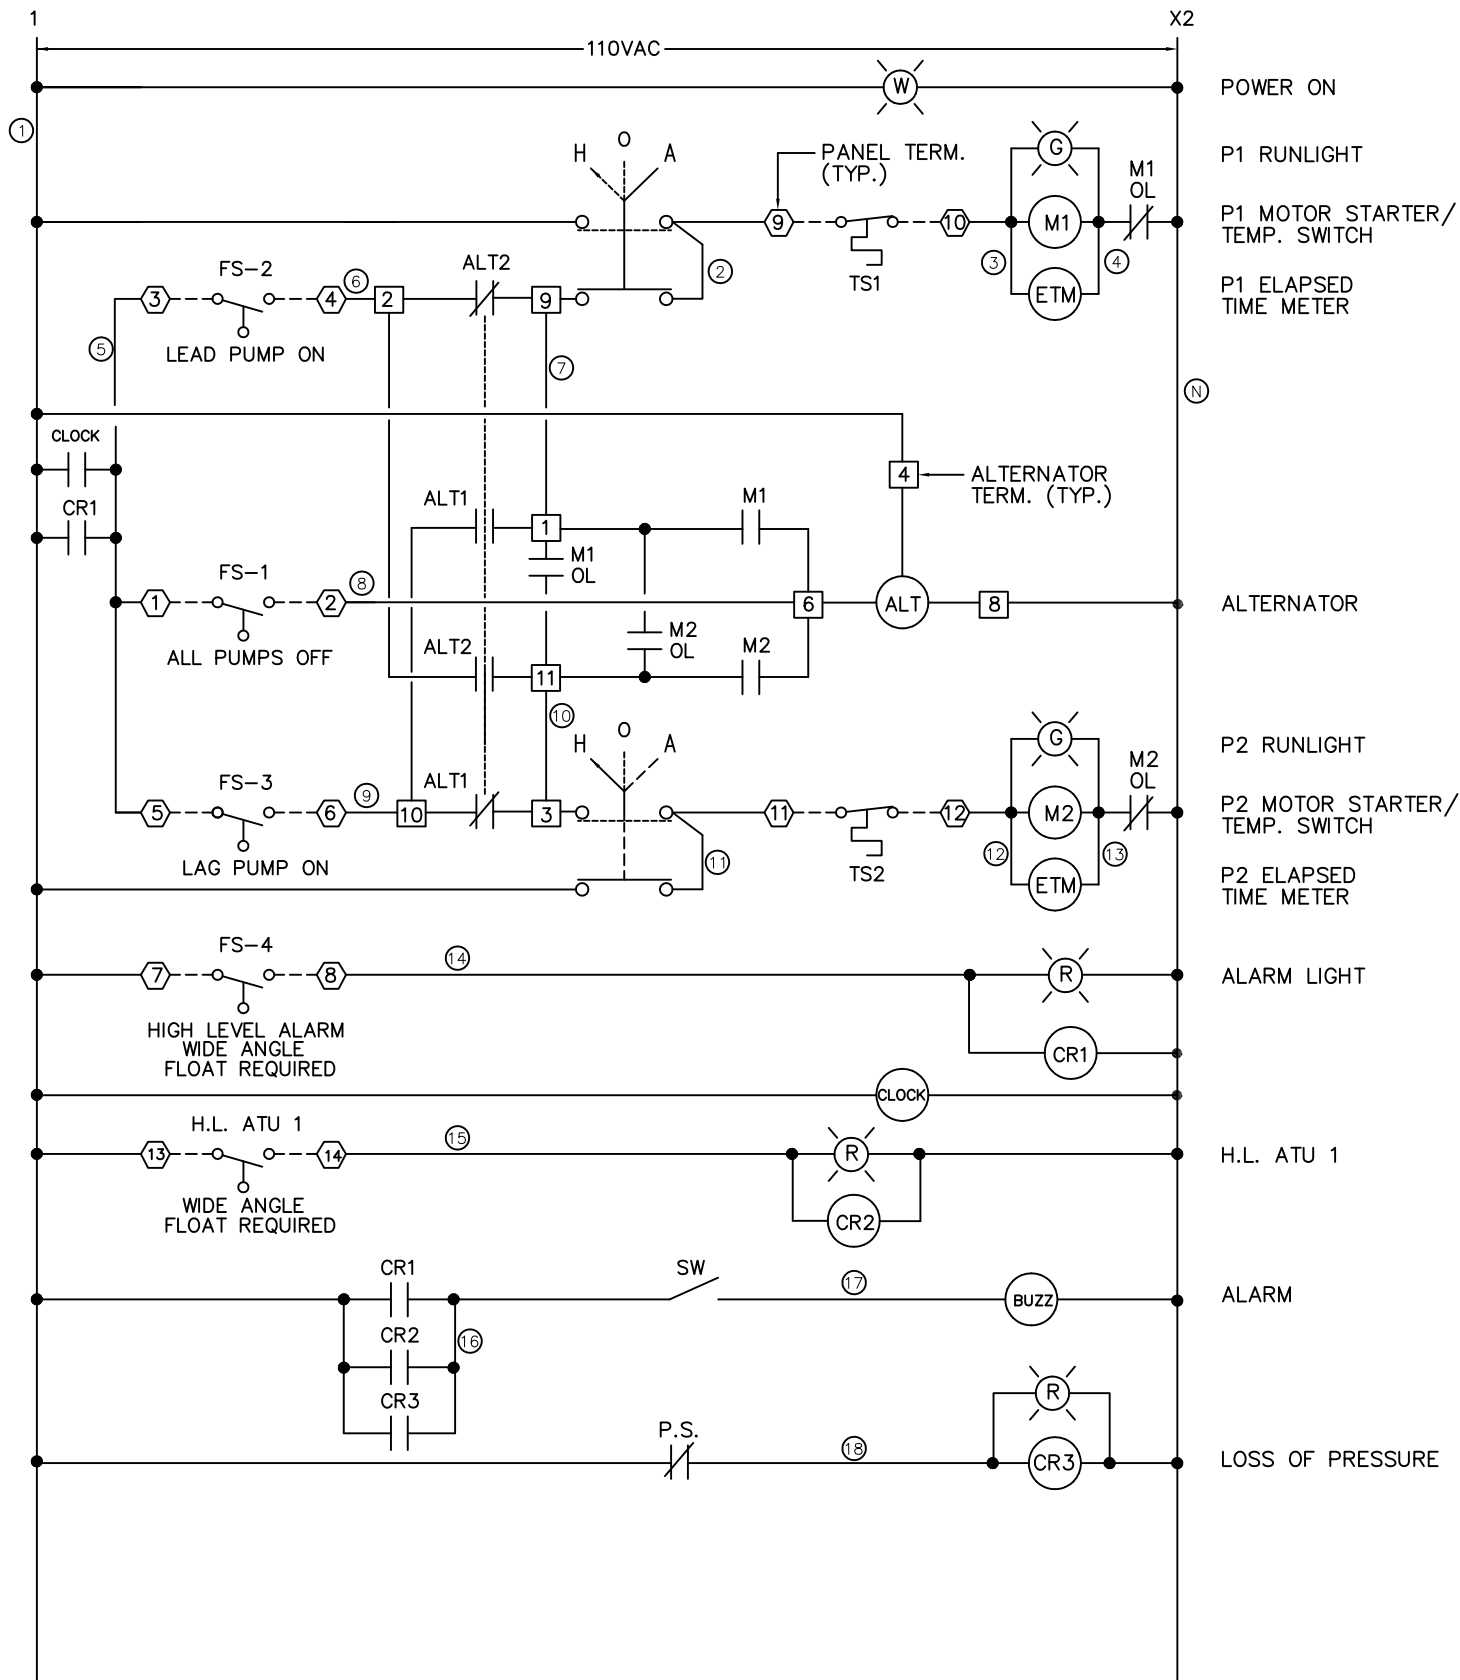 1
X2
110VAC
W
POWER ON
1
H
O
A
PANEL TERM.
(TYP.)
G
M1
OL
P1 RUNLIGHT
9
10
M1
P1 MOTOR STARTER/
TEMP. SWITCH
TS1
3
4
2
FS-2
6
ALT2
3
4
2
9
ETM
P1 ELAPSED
TIME METER
LEAD PUMP ON
5
7
N
CLOCK
4
ALTERNATOR
TERM. (TYP.)
CR1
ALT1
1
M1
M1
OL
FS-1
8
1
2
6
ALT
8
ALTERNATOR
ALL PUMPS OFF
M2
OL
ALT2
11
M2
10
H
O
A
G
M2
OL
P2 RUNLIGHT
FS-3
9
ALT1
5
6
10
3
11
12
M2
P2 MOTOR STARTER/
TEMP. SWITCH
LAG PUMP ON
11
TS2
12
13
ETM
P2 ELAPSED
TIME METER
FS-4
14
7
8
R
ALARM LIGHT
HIGH LEVEL ALARM
WIDE ANGLE
FLOAT REQUIRED
CR1
CLOCK
H.L. ATU 1
15
13
14
R
H.L. ATU 1
WIDE ANGLE
FLOAT REQUIRED
CR2
CR1
SW
17
BUZZ
ALARM
CR2
16
CR3
R
P.S.
18
CR3
LOSS OF PRESSURE